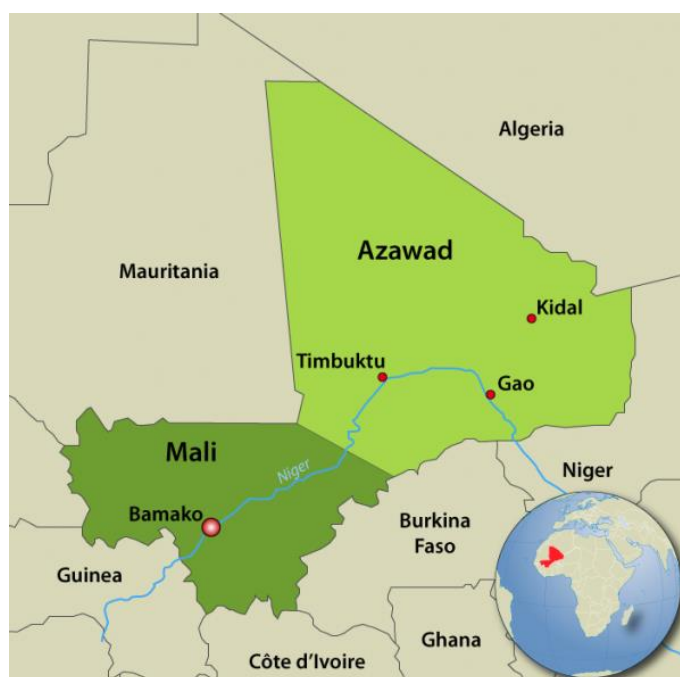 Algeria
Azawad
Mauritania
Kidal
Timbuktu
Gao
Mali
Niger
Niger
Bamako
Burkina
Faso
Guinea
Ghana
Côte d'Ivoire